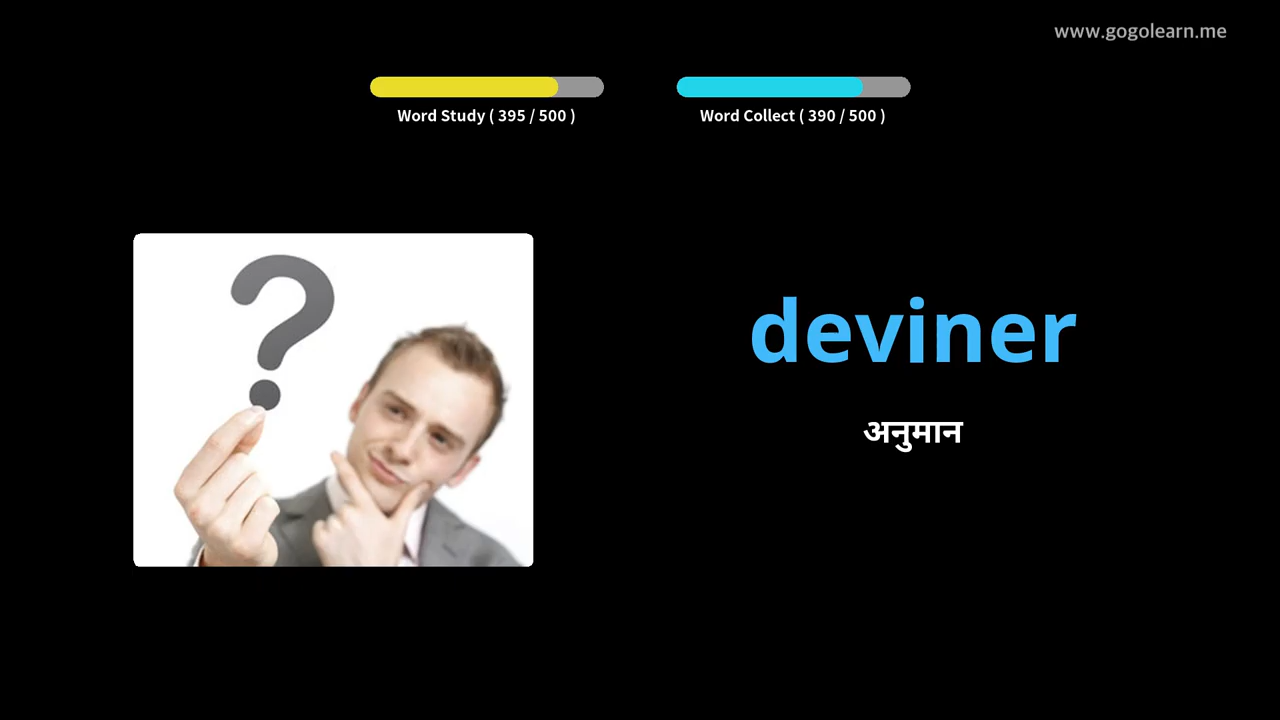 www.gogolearn.me
Word Study ( 395 / 500 )
Word Collect ( 390 / 500 )
?
deviner
अनुमान